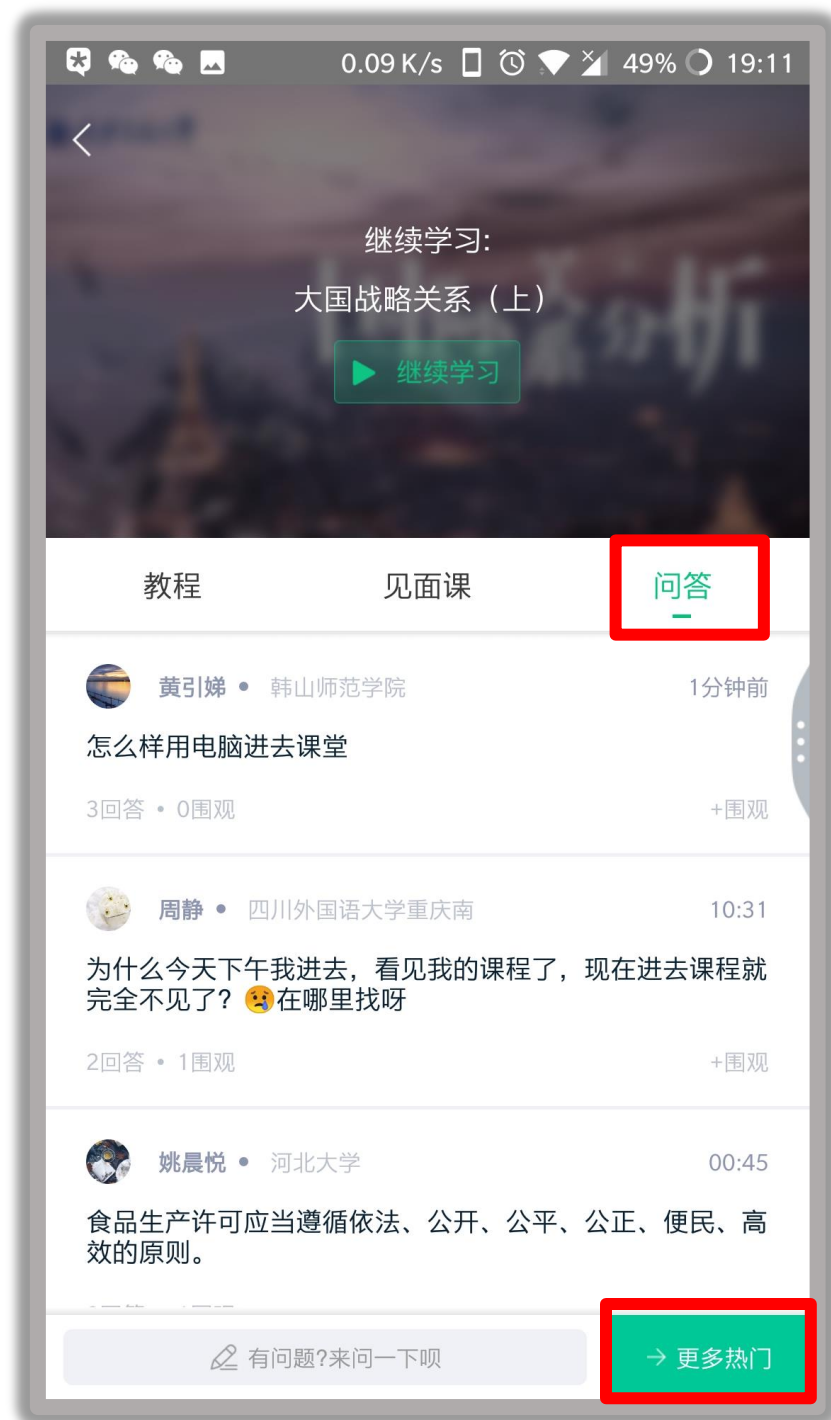 0.09 K/s 49% 19:11
继续学习:
大国战略关系（上）
继续学习
教程 见面课 问答
黄引娣 • 韩山师范学院 1分钟前
怎么样用电脑进去课堂
3回答 • 0围观 +围观
周静 • 四川外国语大学重庆南 10:31
为什么今天下午我进去，看见我的课程了，现在进去课程就
完全不见了？😢在哪里找呀
2回答 • 1围观 +围观
姚晨悦 • 河北大学 00:45
食品生产许可应当遵循依法、公开、公平、公正、便民、高
效的原则。
有问题?来问一下呗 → 更多热门